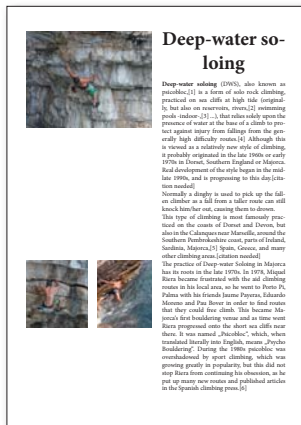 Deep-water so-
loing
Deep-water soloing (DWS), also known as
psicobloc,[1] is a form of solo rock climbing,
practiced on sea cliffs at high tide (original-
ly, but also on reservoirs, rivers,[2] swimming
pools -indoor-,[3] ...), that relies solely upon the
presence of water at the base of a climb to pro-
tect against injury from fallings from the gen-
erally high difficulty routes.[4] Although this
is viewed as a relatively new style of climbing,
it probably originated in the late 1960s or early
1970s in Dorset, Southern England or Majorca.
Real development of the style began in the mid-
late 1990s, and is progressing to this day.[cita
tion needed]
Normally a dinghy is used to pick up the fall-
en climber as a fall from a taller route can still
knock him/her out, causing them to drown.
This type of climbing is most famously prac-
ticed on the coasts of Dorset and Devon, but
also in the Calanques near Marseille, around the
Southern Pembrokeshire coast, parts of Ireland,
Sardinia, Majorca,[5] Spain, Greece, and many
other climbing areas.[citation needed]
The practice of Deep-water Soloing in Majorca
has its roots in the late 1970s. In 1978, Miquel
Riera became frustrated with the aid climbing
routes in his local area, so he went to Porto Pi,
Palma with his friends Jaume Payeras, Eduardo
Moreno and Pau Bover in order to find routes
that they could free climb. This became Ma-
jorca's first bouldering venue and as time went
Riera progressed onto the short sea cliffs near
there. It was named „Psicobloc“, which, when
translated literally into English, means „Psycho
Bouldering“. During the 1980s psicobloc was
overshadowed by sport climbing, which was
growing greatly in popularity, but this did not
stop Riera from continuing his obsession, as he
put up many new routes and published articles
in the Spanish climbing press.[6]